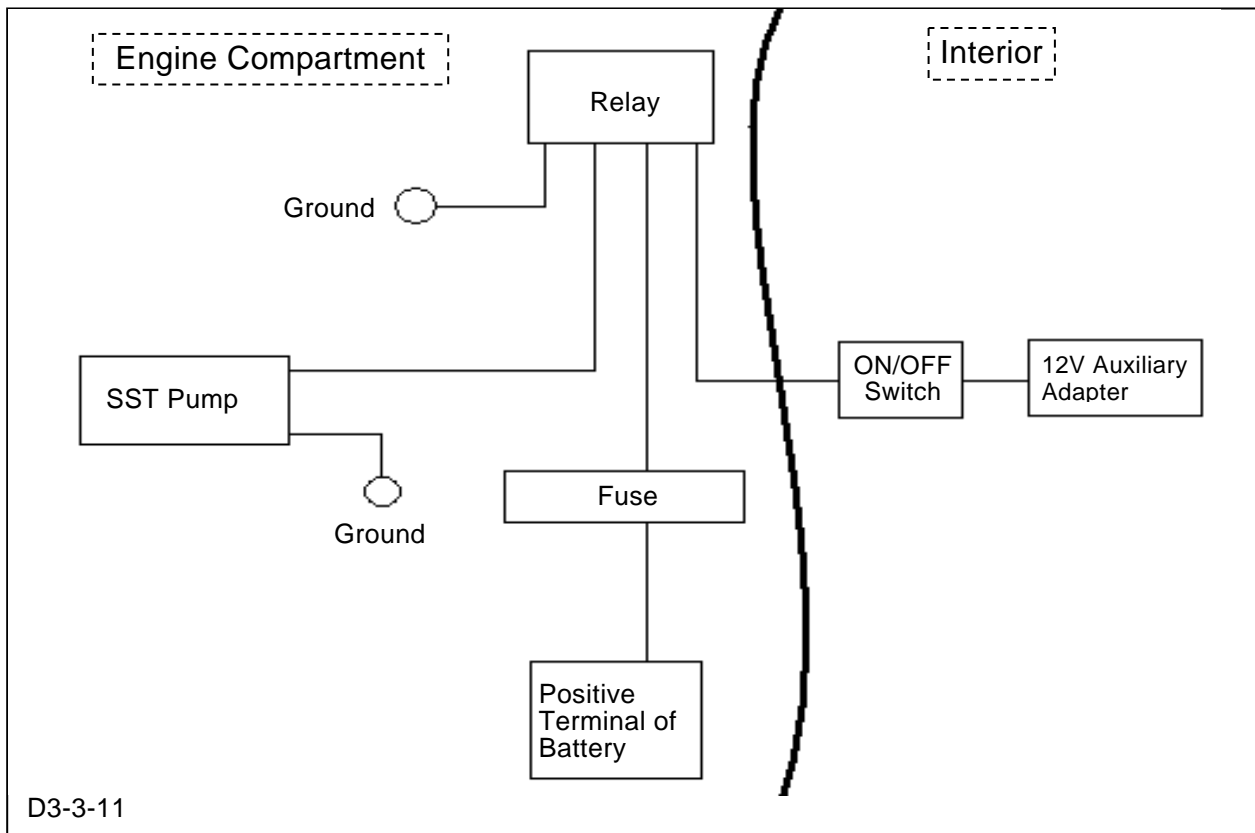 Engine Compartment
Interior
Relay
Ground
ON/OFF
Switch
12V Auxiliary
Adapter
SST Pump
Fuse
Ground
Positive
Terminal of
Battery
D3-3-11